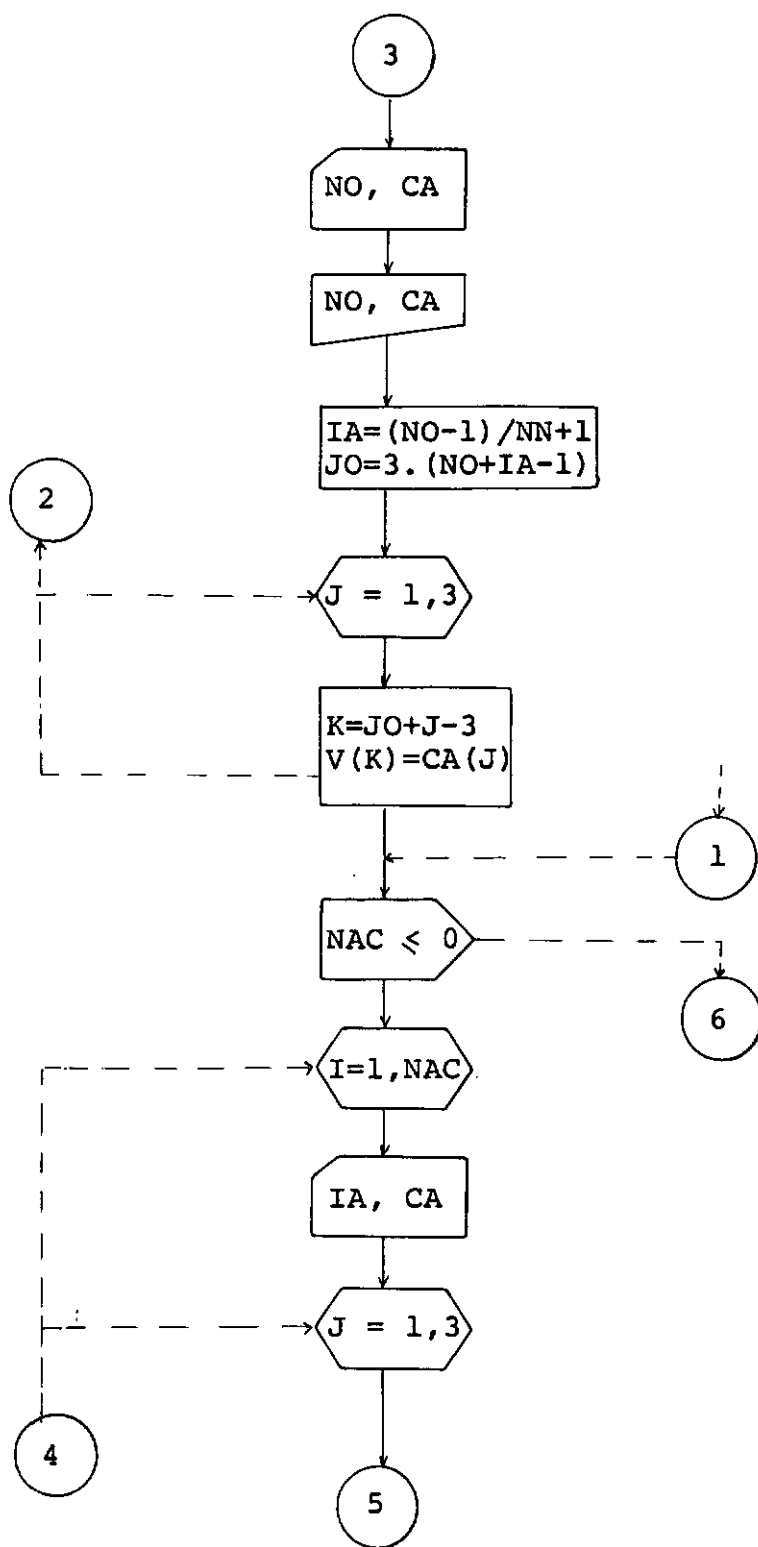 3
NO, CA
NO, CA
IA=(NO-1)/NN+1
JO=3.(NO+IA-1)
2
J = 1,3
K=JO+J-3
V(K)=CA(J)
1
NAC ⩽ 0
6
I=1,NAC
IA, CA
J = 1,3
4
5